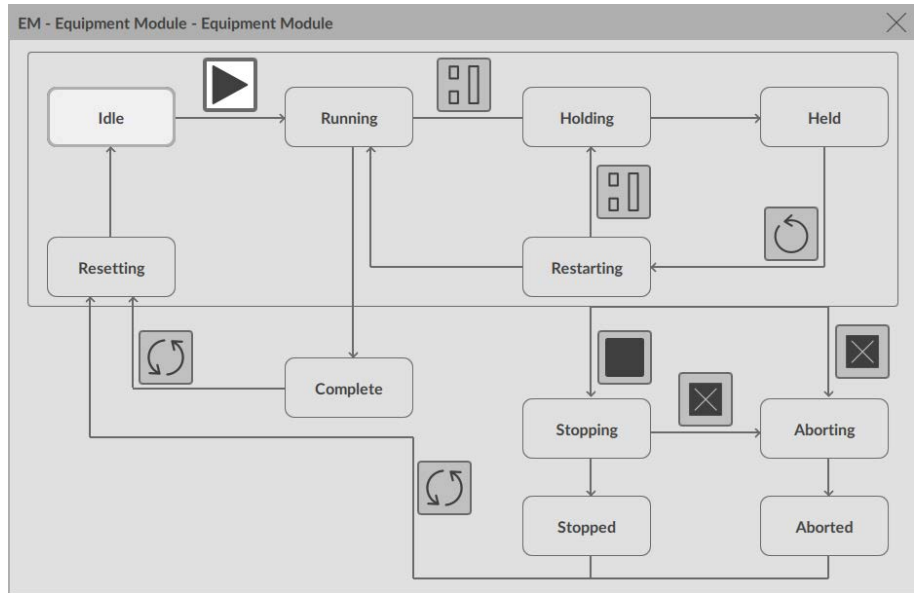 EM - Equipment Module - Equipment Module
Idle
Running
Holding
Held
Resetting
Restarting
Complete
Stopping
Aborting
Stopped
Aborted